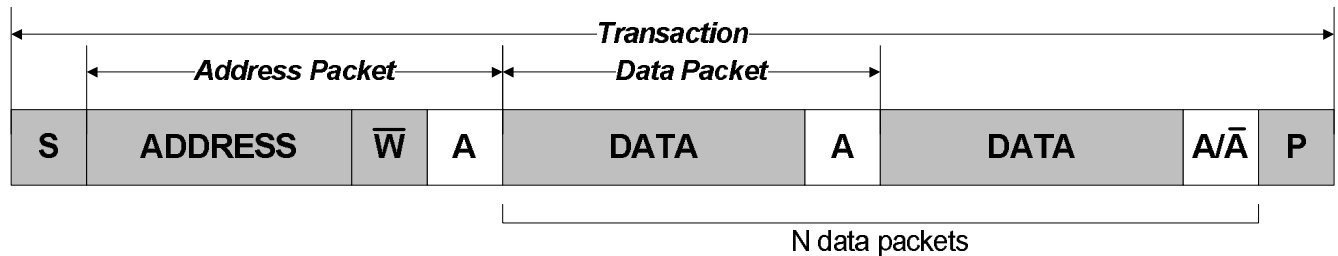 Transaction
Address Packet Data Packet
S ADDRESS W̅ A DATA A DATA A/A̅ P
N data packets